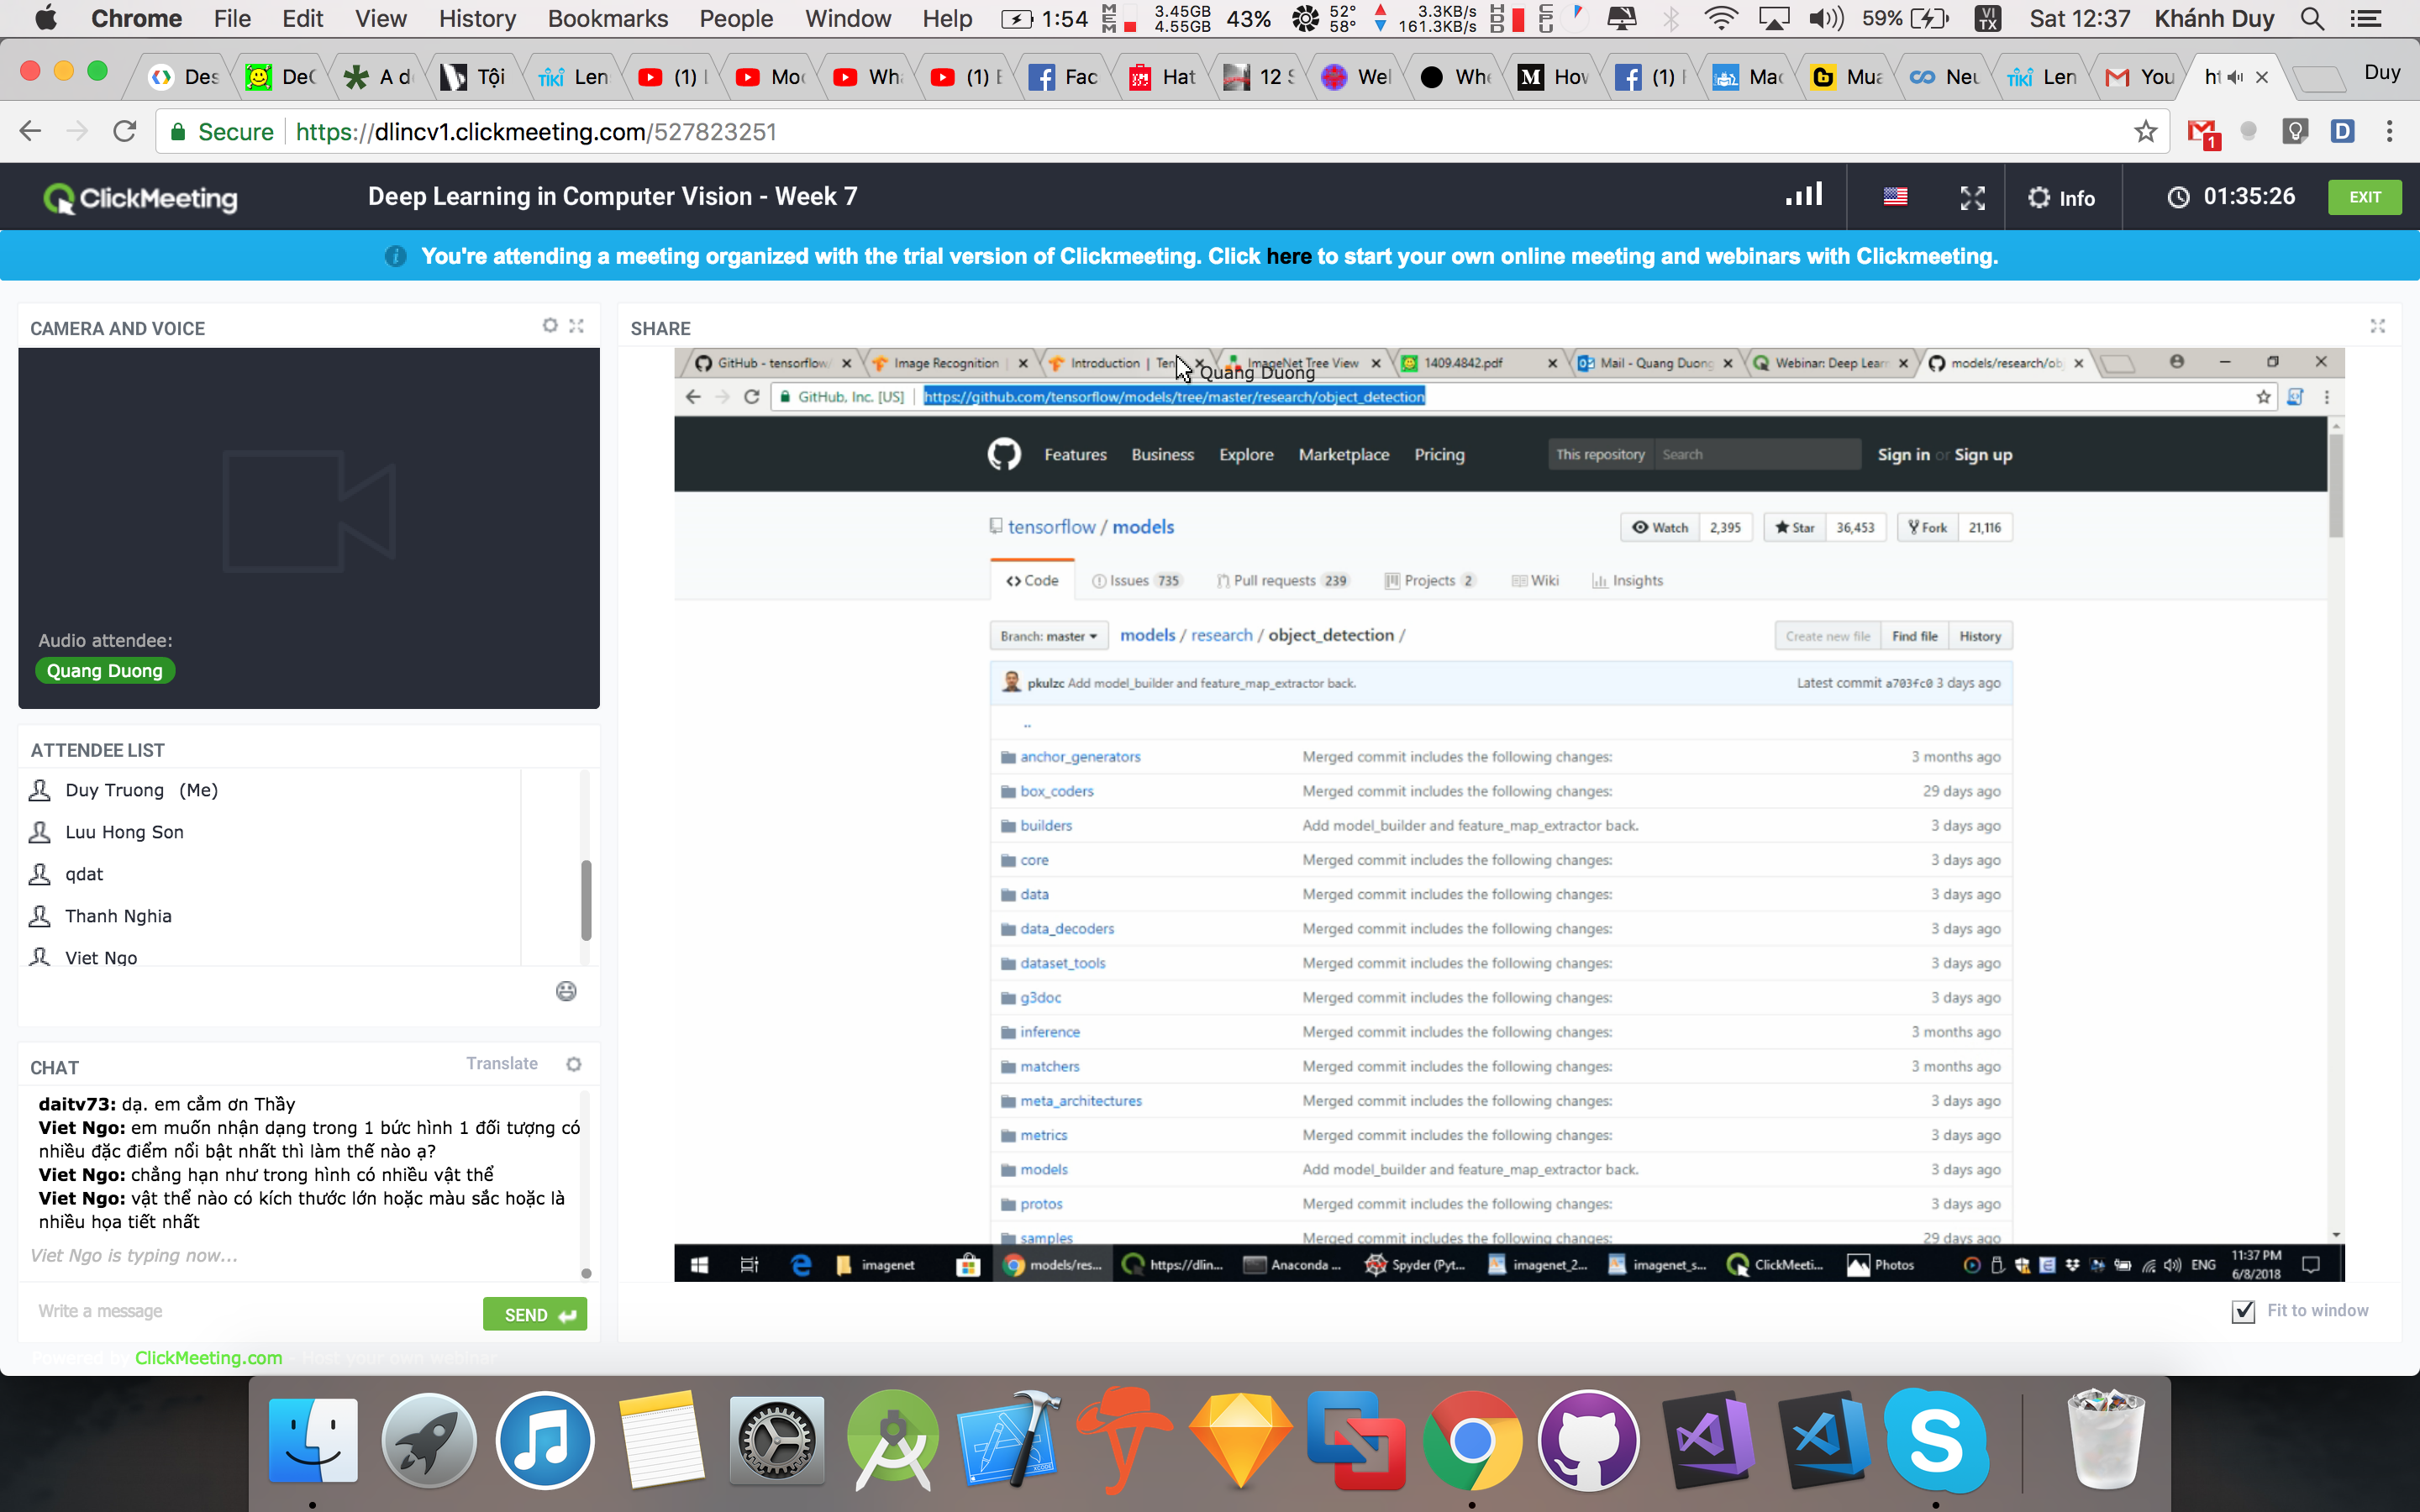 Chrome File Edit View History Bookmarks People Window Help 1:54 MEM 3.45GB 4.55GB 43% 52° 58° 3.3KB/s 161.3KB/s HDD CPU 59% VI TX Sat 12:37 Khánh Duy
Des DeC A d Tội TIKI Len (1) Mo Wh (1) E Fac Hat 12 S Wel Whe M How (1) Mac Mua Neu TIKI Len You ht Duy
Secure https://dlincv1.clickmeeting.com/527823251 1 D
ClickMeeting Deep Learning in Computer Vision - Week 7 Info 01:35:26 EXIT
You're attending a meeting organized with the trial version of Clickmeeting. Click here to start your own online meeting and webinars with Clickmeeting.
CAMERA AND VOICE
Audio attendee:
Quang Duong
ATTENDEE LIST
Duy Truong (Me)
Luu Hong Son
qdat
Thanh Nghia
Viet Ngo
CHAT Translate
daitv73: dạ. em cảm ơn Thầy
Viet Ngo: em muốn nhận dạng trong 1 bức hình 1 đối tượng có
nhiều đặc điểm nổi bật nhất thì làm thế nào ạ?
Viet Ngo: chẳng hạn như trong hình có nhiều vật thể
Viet Ngo: vật thể nào có kích thước lớn hoặc màu sắc hoặc là
nhiều họa tiết nhất
Viet Ngo is typing now...
Write a message SEND
Powered by ClickMeeting.com - Host your own webinar
SHARE
GitHub - tensorflow/ Image Recognition Introduction | Ten ImageNet Tree View 1409.4842.pdf Mail - Quang Duong Webinar: Deep Lear models/research/ob
Quang Duong
GitHub, Inc. [US] https://github.com/tensorflow/models/tree/master/research/object_detection
Features Business Explore Marketplace Pricing This repository Search Sign in or Sign up
tensorflow / models Watch 2,395 Star 36,453 Fork 21,116
Code Issues 735 Pull requests 239 Projects 2 Wiki Insights
Branch: master models / research / object_detection / Create new file Find file History
pkulzc Add model_builder and feature_map_extractor back. Latest commit a703fc0 3 days ago
..
anchor_generators Merged commit includes the following changes: 3 months ago
box_coders Merged commit includes the following changes: 29 days ago
builders Add model_builder and feature_map_extractor back. 3 days ago
core Merged commit includes the following changes: 3 days ago
data Merged commit includes the following changes: 3 days ago
data_decoders Merged commit includes the following changes: 3 days ago
dataset_tools Merged commit includes the following changes: 3 days ago
g3doc Merged commit includes the following changes: 3 days ago
inference Merged commit includes the following changes: 3 months ago
matchers Merged commit includes the following changes: 3 months ago
meta_architectures Merged commit includes the following changes: 3 days ago
metrics Merged commit includes the following changes: 3 days ago
models Add model_builder and feature_map_extractor back. 3 days ago
protos Merged commit includes the following changes: 3 days ago
samples Merged commit includes the following changes: 29 days ago
imagenet models/res... https://dlin... Anaconda ... Spyder (Pyt... imagenet_2... imagenet_s... ClickMeeti... Photos ENG 11:37 PM
6/8/2018
Fit to window